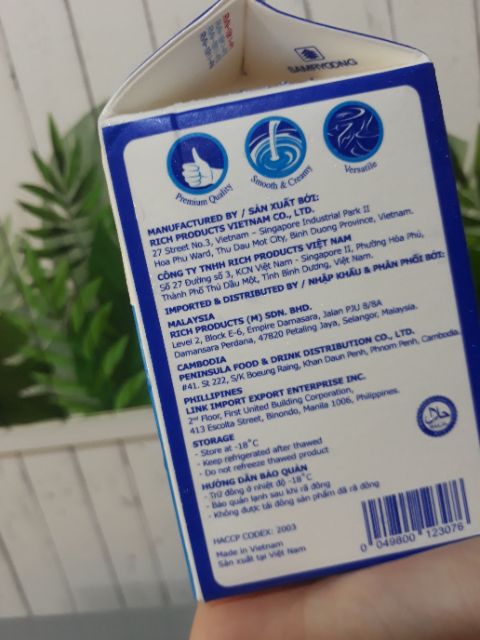 SAMRYOONG
Premium Quality
Smooth & Creamy
Versatile
MANUFACTURED BY / SẢN XUẤT BỞI:
RICH PRODUCTS VIETNAM CO., LTD.
27 Street No.3, Vietnam - Singapore Industrial Park II
Hoa Phu Ward, Thu Dau Mot City, Binh Duong Province, Vietnam.
CÔNG TY TNHH RICH PRODUCTS VIỆT NAM
Số 27 Đường số 3, KCN Việt Nam - Singapore II, Phường Hòa Phú,
Thành Phố Thủ Dầu Một, Tỉnh Bình Dương, Việt Nam.
IMPORTED & DISTRIBUTED BY / NHẬP KHẨU & PHÂN PHỐI BỞI:
MALAYSIA
RICH PRODUCTS (M) SDN. BHD.
Level 2, Block E-6, Empire Damasara, Jalan PJU 8/8A
Damansara Perdana, 47820 Petaling Jaya, Selangor, Malaysia.
CAMBODIA
PENINSULA FOOD & DRINK DISTRIBUTION CO., LTD.
#41. St 222, S/K Boeung Raing, Khan Daun Penh, Phnom Penh, Cambodia.
PHILLIPINES
LINK IMPORT EXPORT ENTERPRISE INC.
2nd Floor, First United Building Corporation,
413 Escolta Street, Binondo, Manila 1006, Philippines.
STORAGE
- Store at -18°C
- Keep refrigerated after thawed
- Do not refreeze thawed product
HƯỚNG DẪN BẢO QUẢN
- Trữ đông ở nhiệt độ -18°C
- Bảo quản lạnh sau khi rã đông
- Không được tái đông sản phẩm đã rã đông
HACCP CODEX: 2003
Made in Vietnam
Sản xuất tại Việt Nam
حلال
HALAL
0 049800 123076